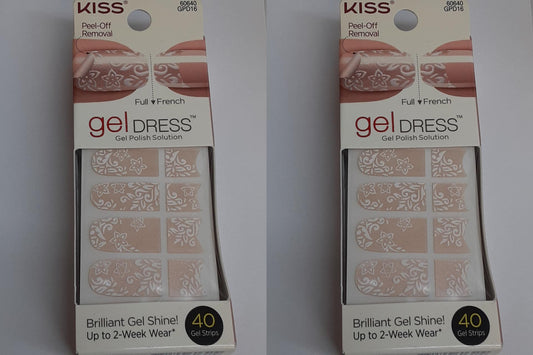 KISS
60640
GPD16
Peel-Off
Removal
Full French
gel DRESS™
Gel Polish Solution
Brilliant Gel Shine!
Up to 2-Week Wear*
40
Gel Strips
KISS
60640
GPD16
Peel-Off
Removal
Full French
gel DRESS™
Gel Polish Solution
Brilliant Gel Shine!
Up to 2-Week Wear*
40
Gel Strips